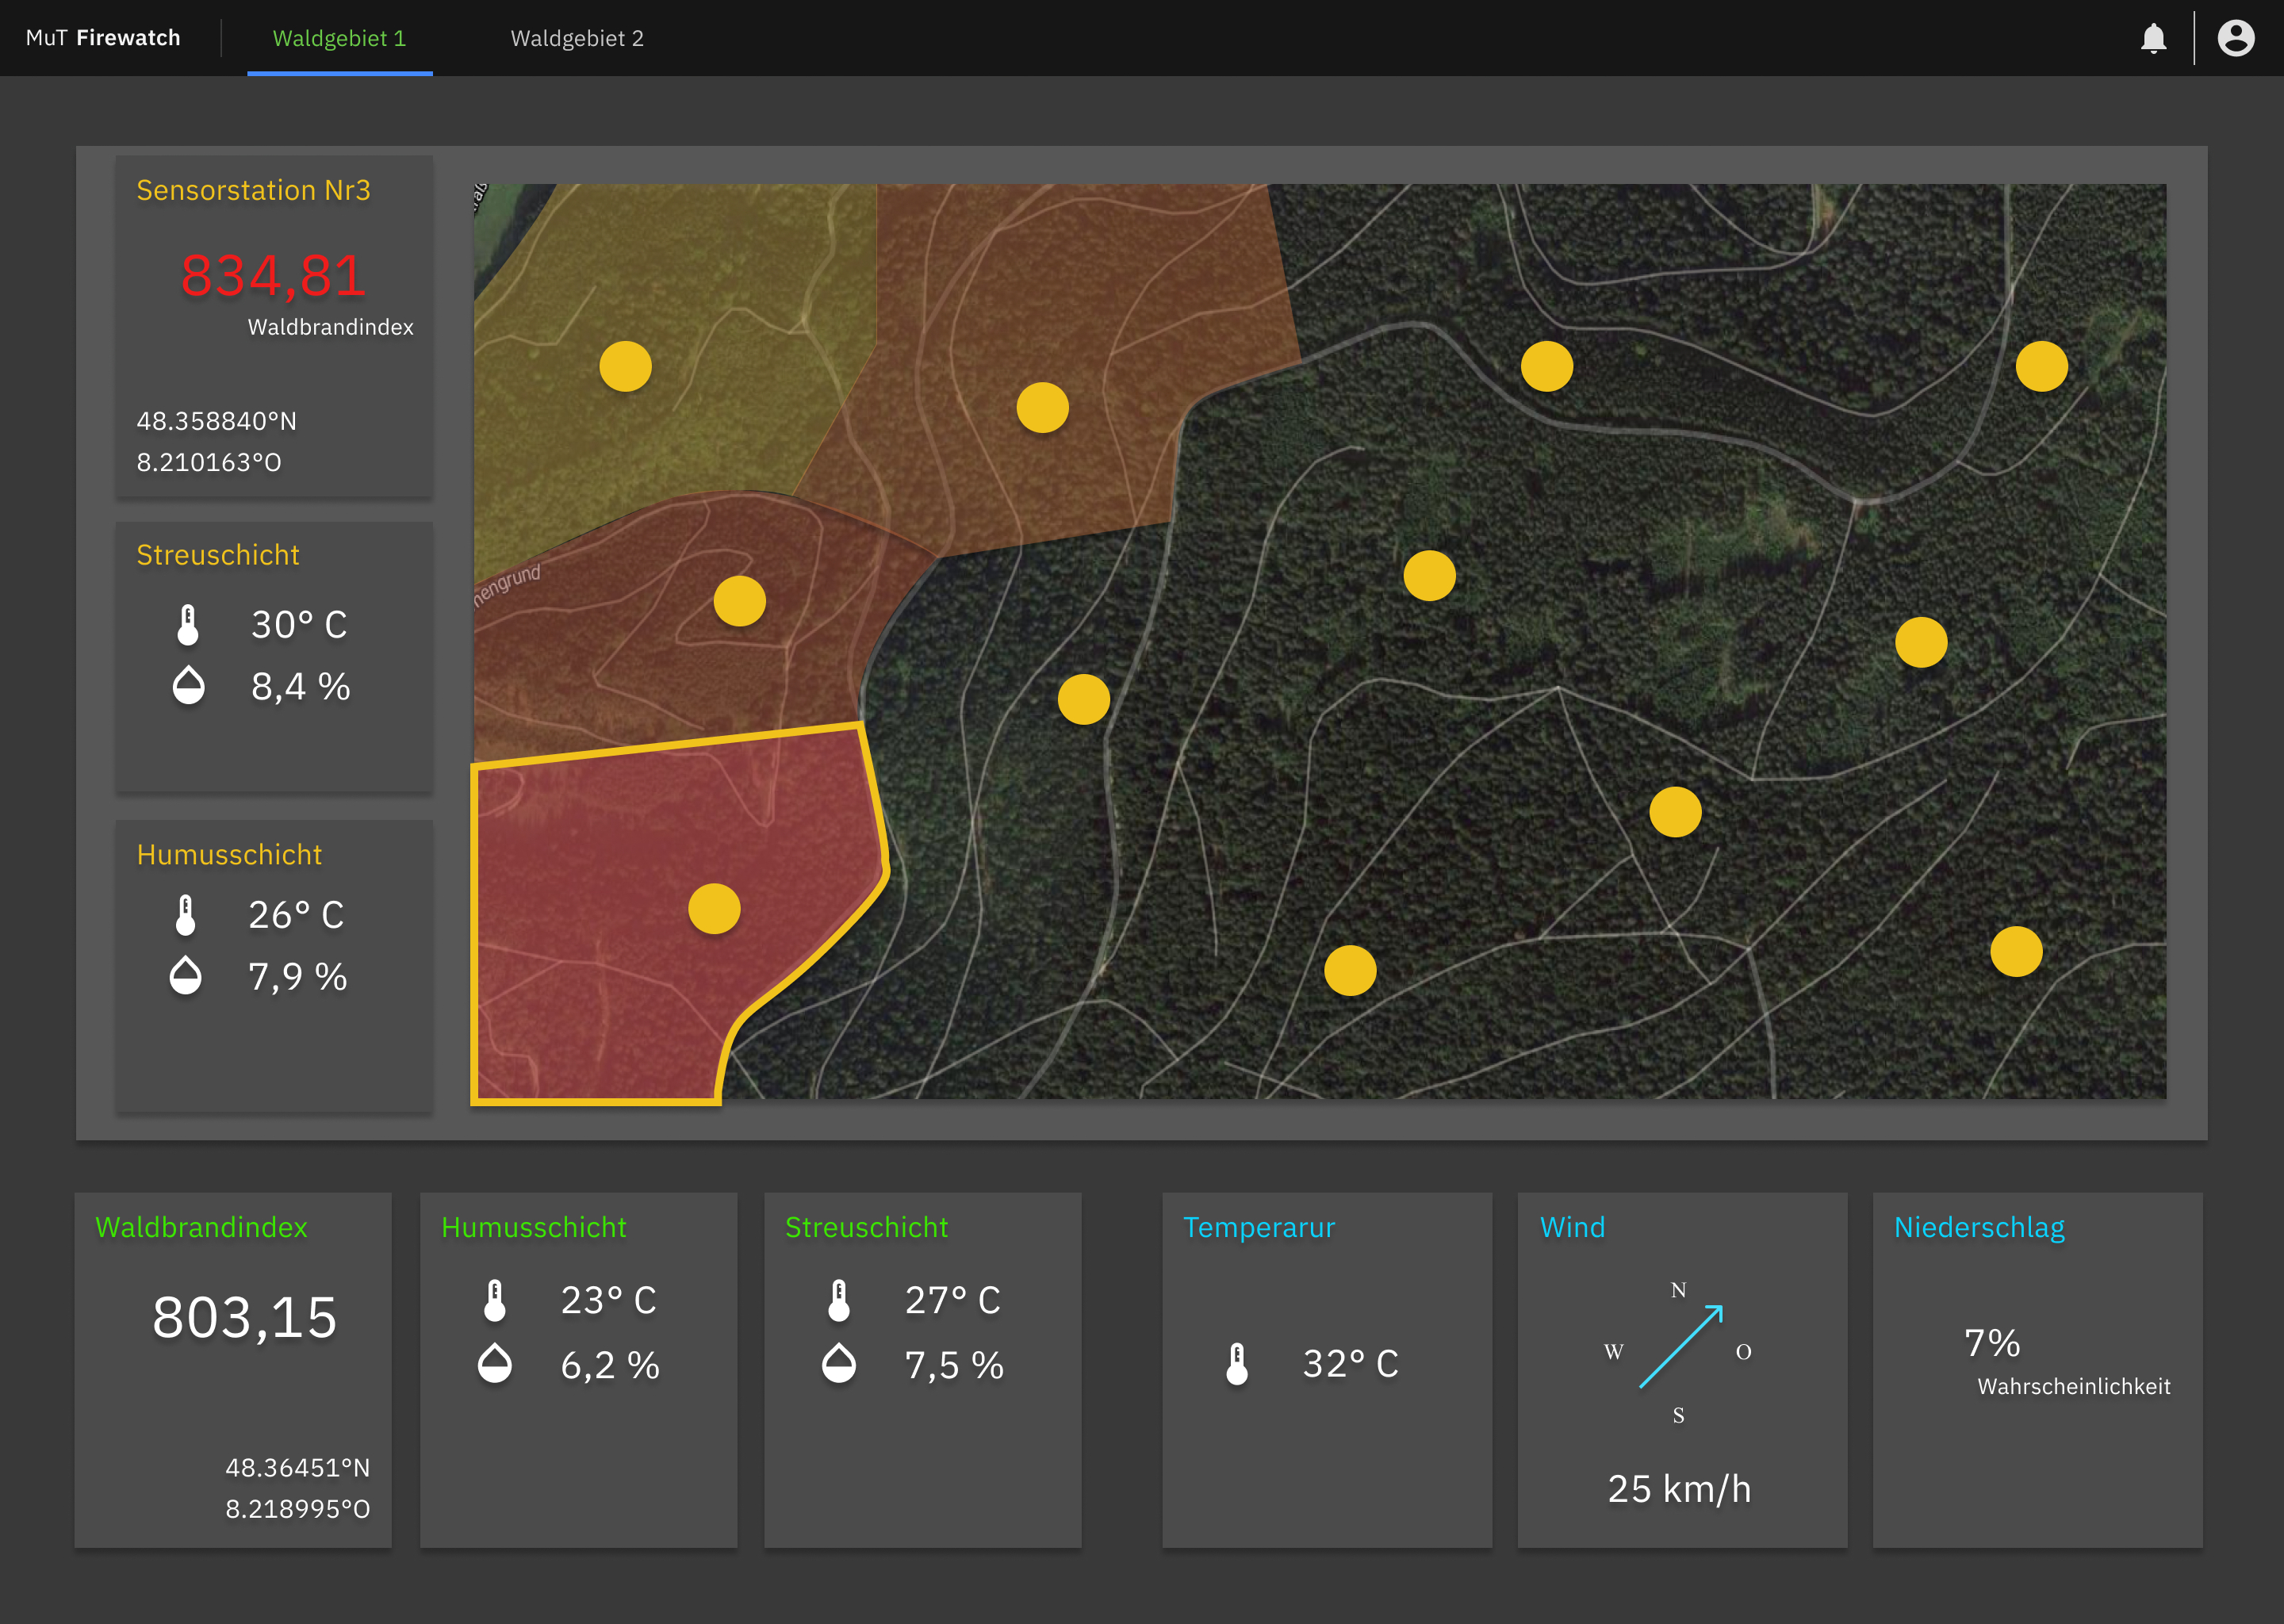 MuT Firewatch
Waldgebiet 1
Waldgebiet 2
Sensorstation Nr3
834,81
Waldbrandindex
48.358840°N
8.210163°O
Streuschicht
30° C
8,4 %
Humusschicht
26° C
7,9 %
Waldbrandindex
803,15
48.36451°N
8.218995°O
Humusschicht
23° C
6,2 %
Streuschicht
27° C
7,5 %
Temperarur
32° C
Wind
N
W
O
S
25 km/h
Niederschlag
7%
Wahrscheinlichkeit